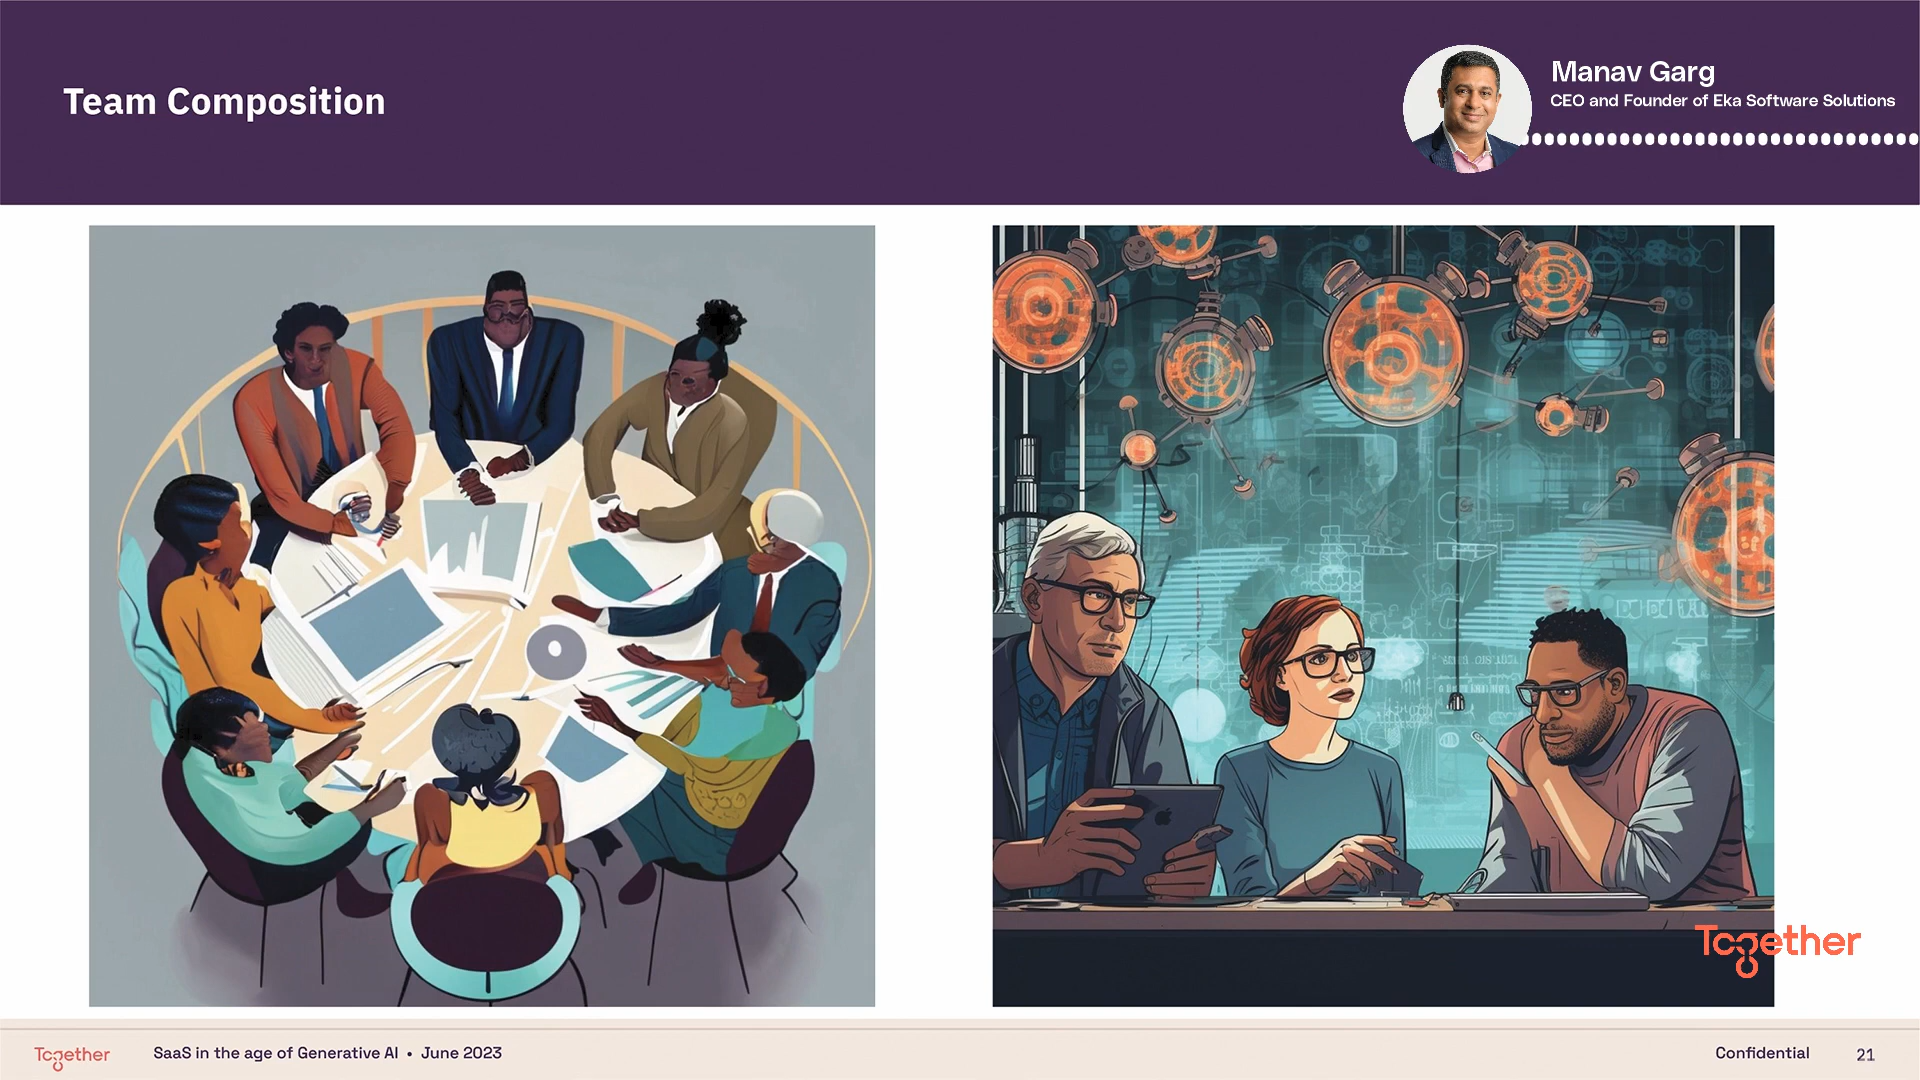 Team Composition
Manav Garg
CEO and Founder of Eka Software Solutions
Together
Together
SaaS in the age of Generative AI • June 2023
Confidential
21